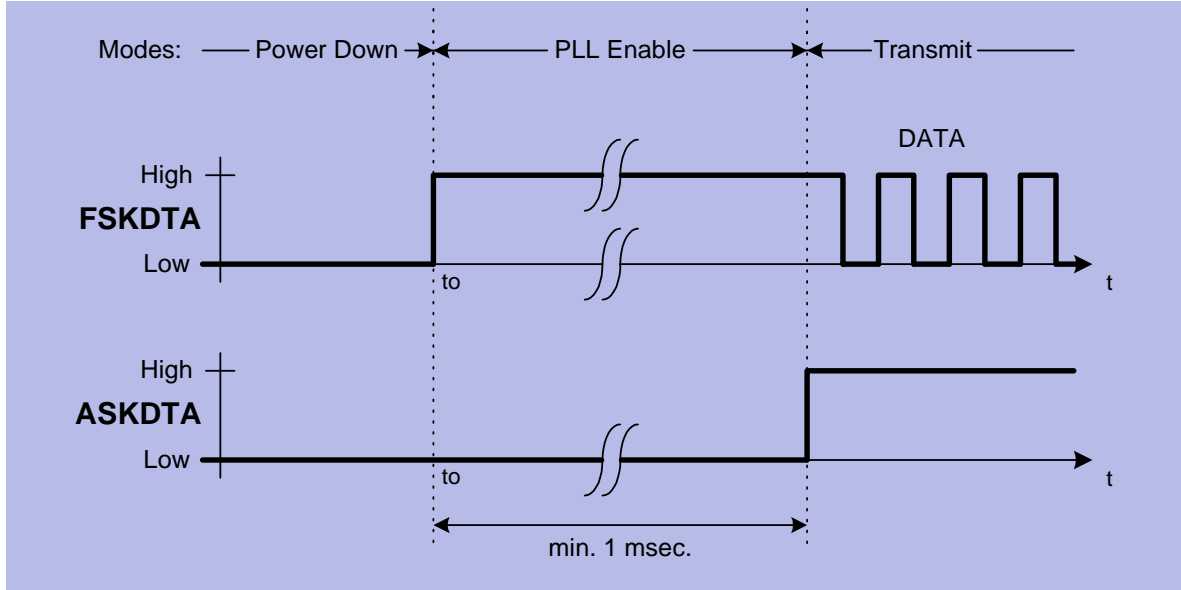 Modes: Power Down PLL Enable Transmit
DATA
High
FSKDTA
Low
to
t
High
ASKDTA
Low
to
t
min. 1 msec.